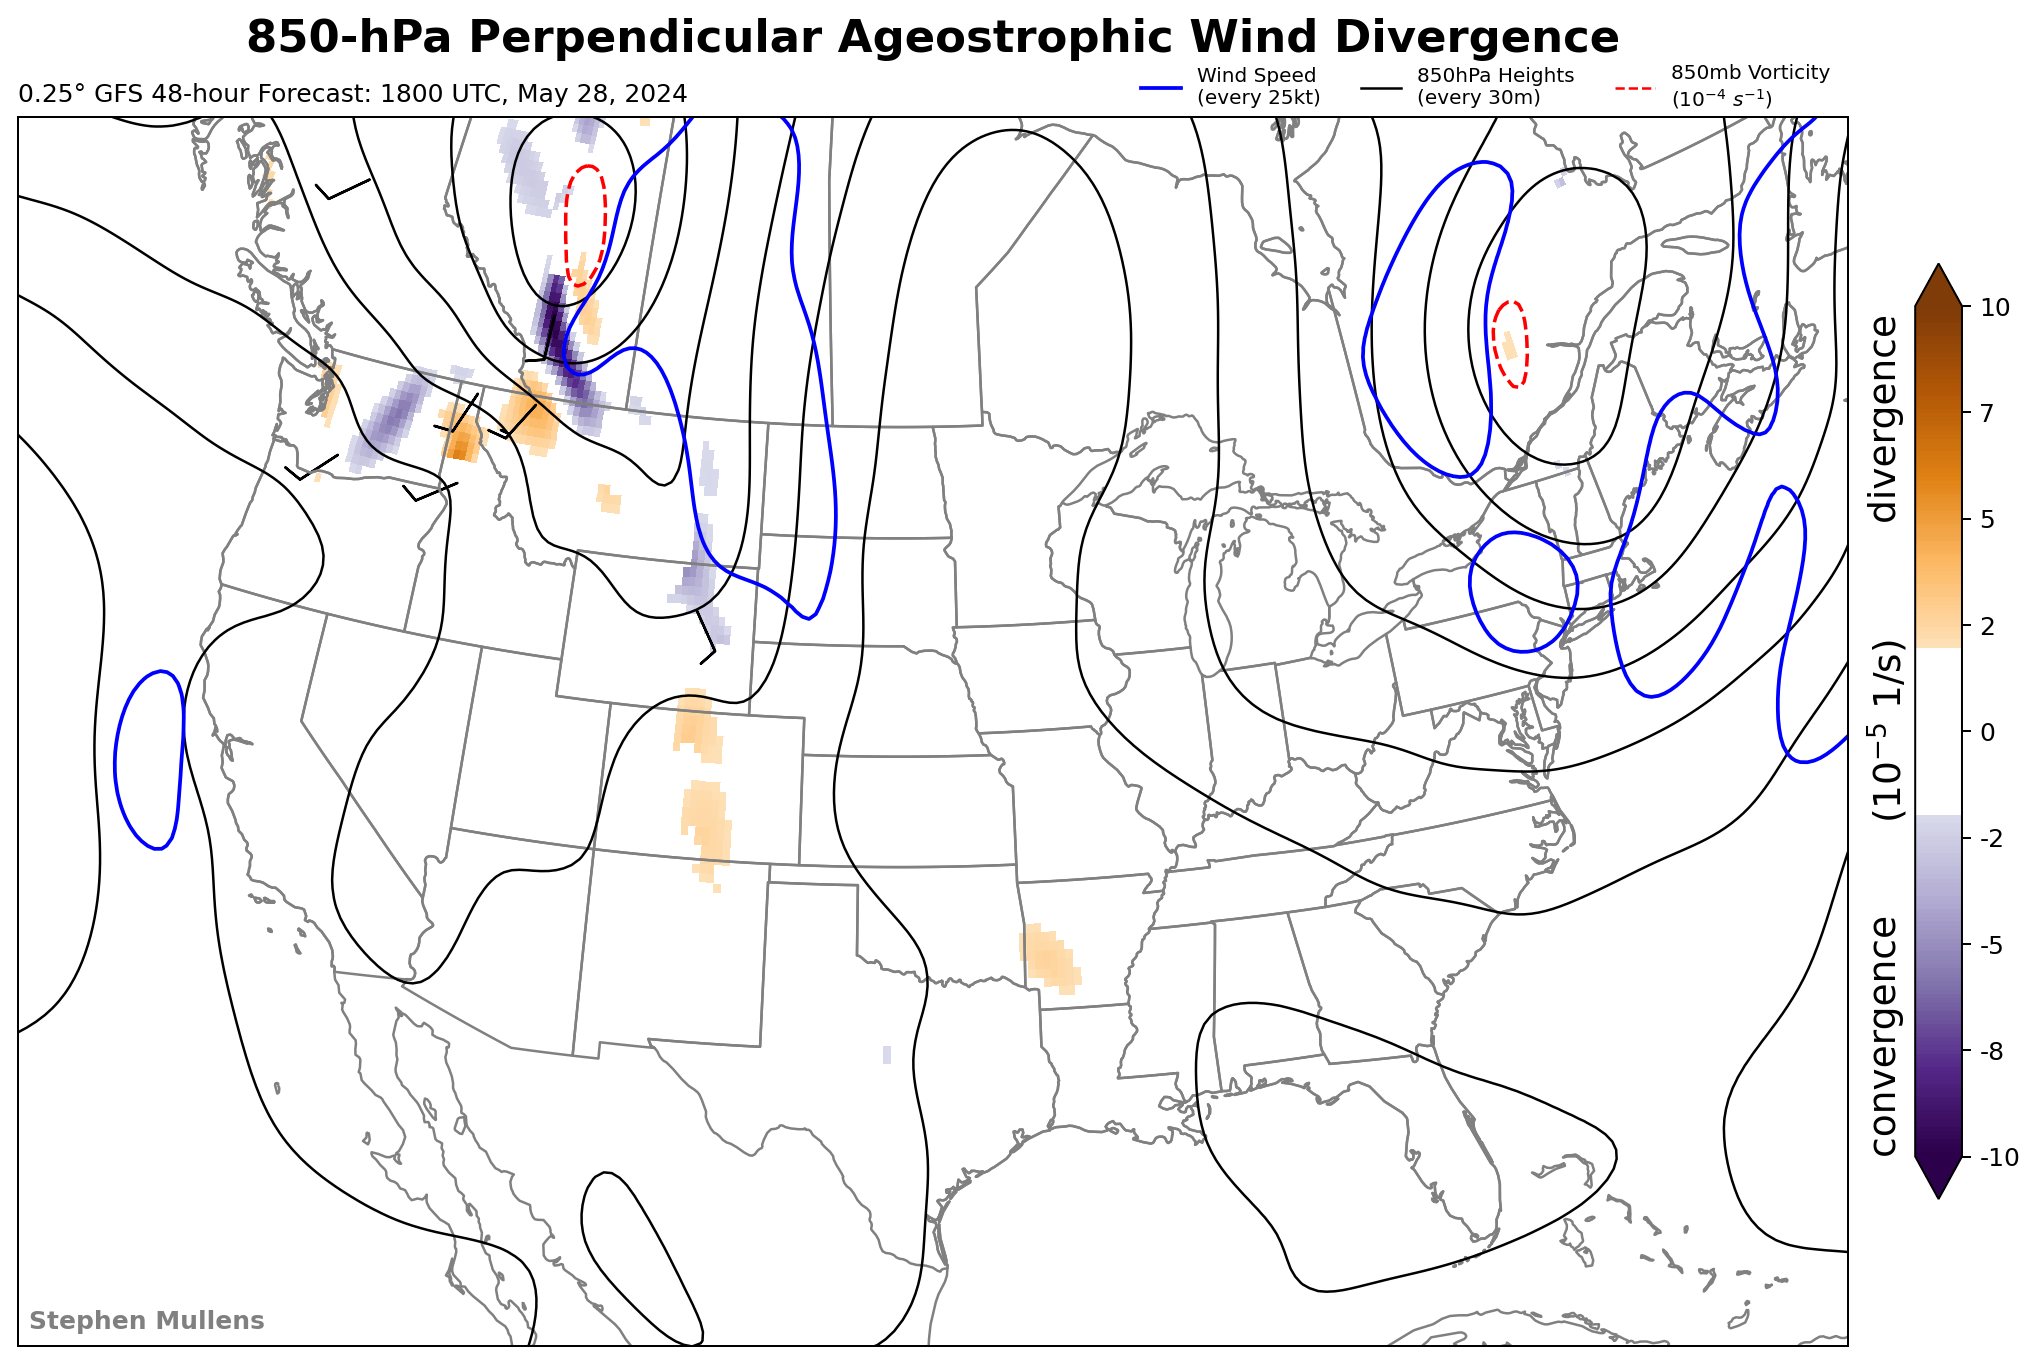 850-hPa Perpendicular Ageostrophic Wind Divergence
0.25° GFS 48-hour Forecast: 1800 UTC, May 28, 2024
Wind Speed
(every 25kt)
850hPa Heights
(every 30m)
850mb Vorticity
(10⁻⁴ s⁻¹)
10
7
5
2
0
-2
-5
-8
-10
convergence (10⁻⁵ 1/s) divergence
Stephen Mullens